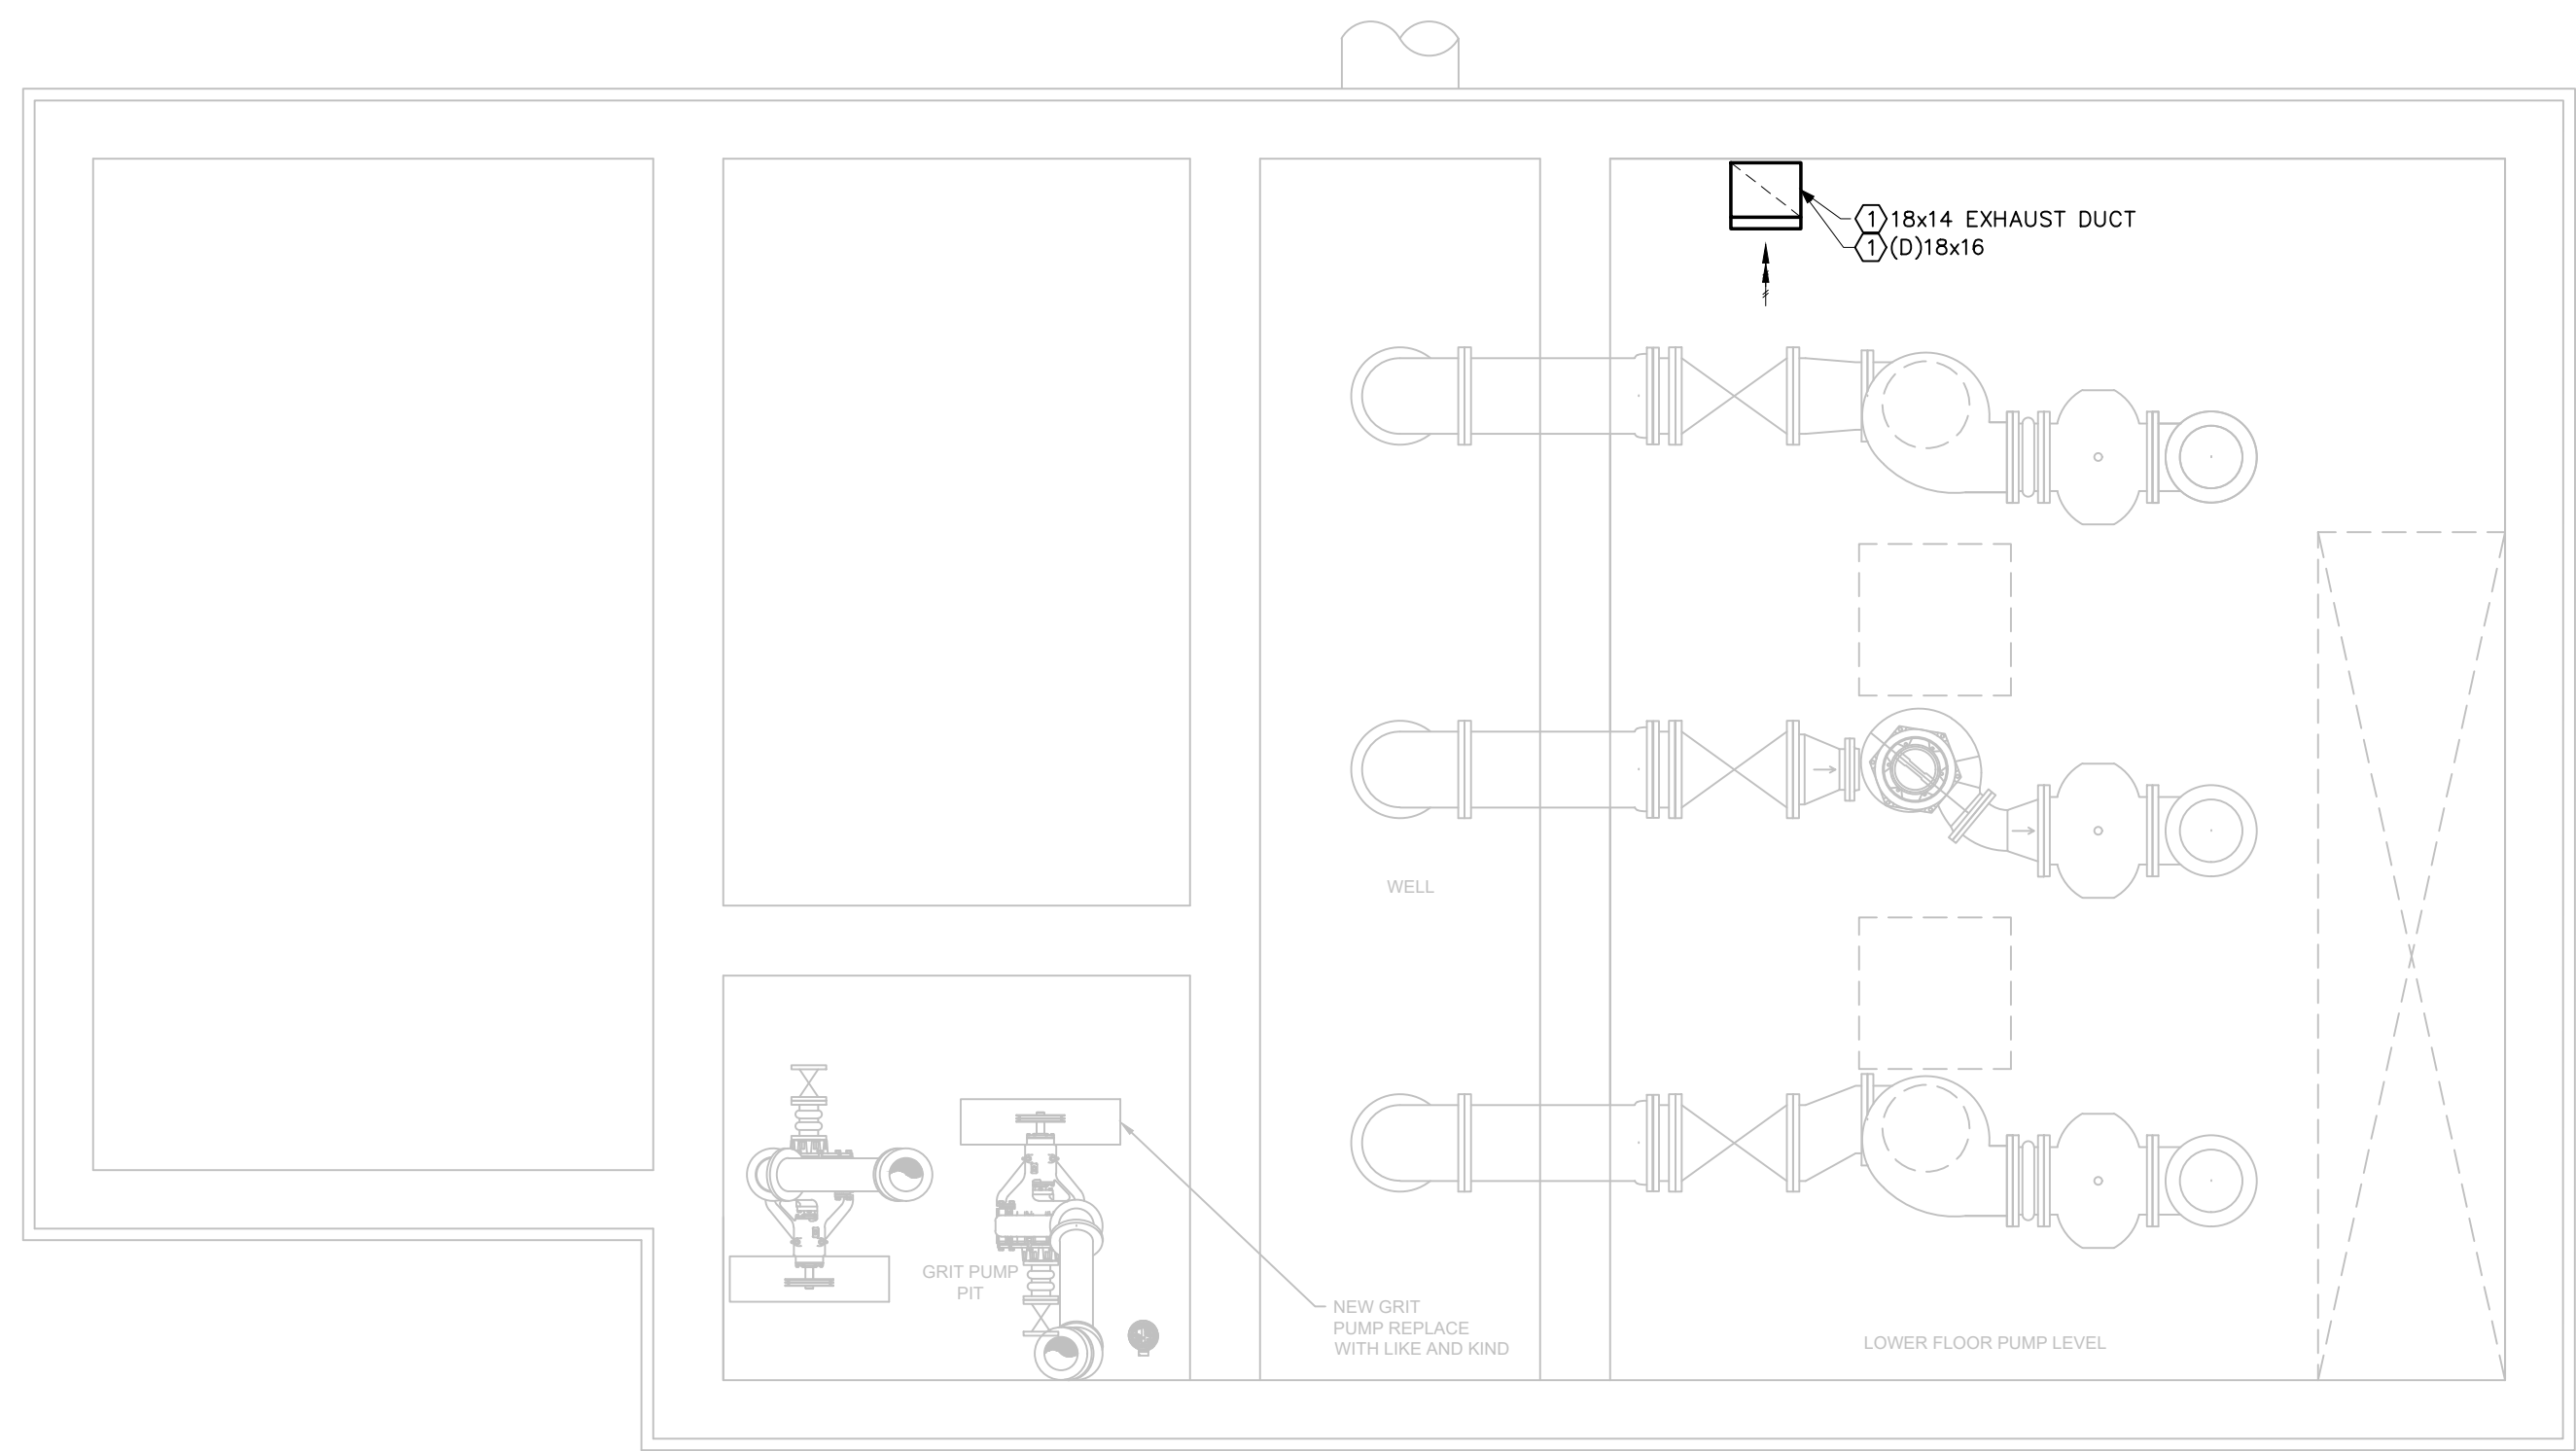 1 18x14 EXHAUST DUCT
1 (D)18x16
WELL
GRIT PUMP
PIT
NEW GRIT
PUMP REPLACE
WITH LIKE AND KIND
LOWER FLOOR PUMP LEVEL